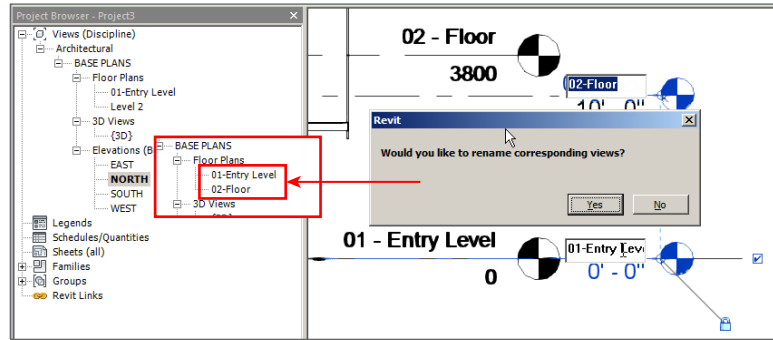 Project Browser - Project3
Views (Discipline)
Architectural
BASE PLANS
Floor Plans
01-Entry Level
Level 2
3D Views
{3D}
Elevations (B
EAST
NORTH
SOUTH
WEST
Legends
Schedules/Quantities
Sheets (all)
Families
Groups
Revit Links
BASE PLANS
Floor Plans
01-Entry Level
02-Floor
3D Views
02 - Floor
3800
02-Floor
10' 0"
Revit
Would you like to rename corresponding views?
Yes
No
01 - Entry Level
0
01-Entry Lev
0' - 0"